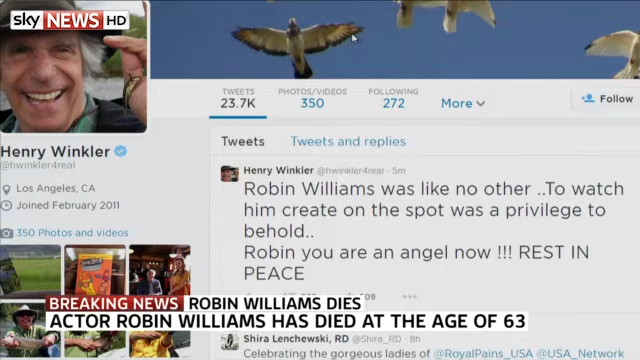 sky NEWS HD
TWEETS
PHOTOS/VIDEOS
FOLLOWING
23.7K
350
272
More
Follow
Henry Winkler
@hwinkler4real
Los Angeles, CA
Joined February 2011
350 Photos and videos
Tweets
Tweets and replies
Henry Winkler @hwinkler4real · 5m
Robin Williams was like no other ..To watch
him create on the spot was a privilege to
behold..
Robin you are an angel now !!! REST IN
PEACE
BREAKING NEWS
ROBIN WILLIAMS DIES
ACTOR ROBIN WILLIAMS HAS DIED AT THE AGE OF 63
Shira Lenchewski, RD @Shira_RD · 8h
Celebrating the gorgeous ladies of @RoyalPains_USA @USA_Network